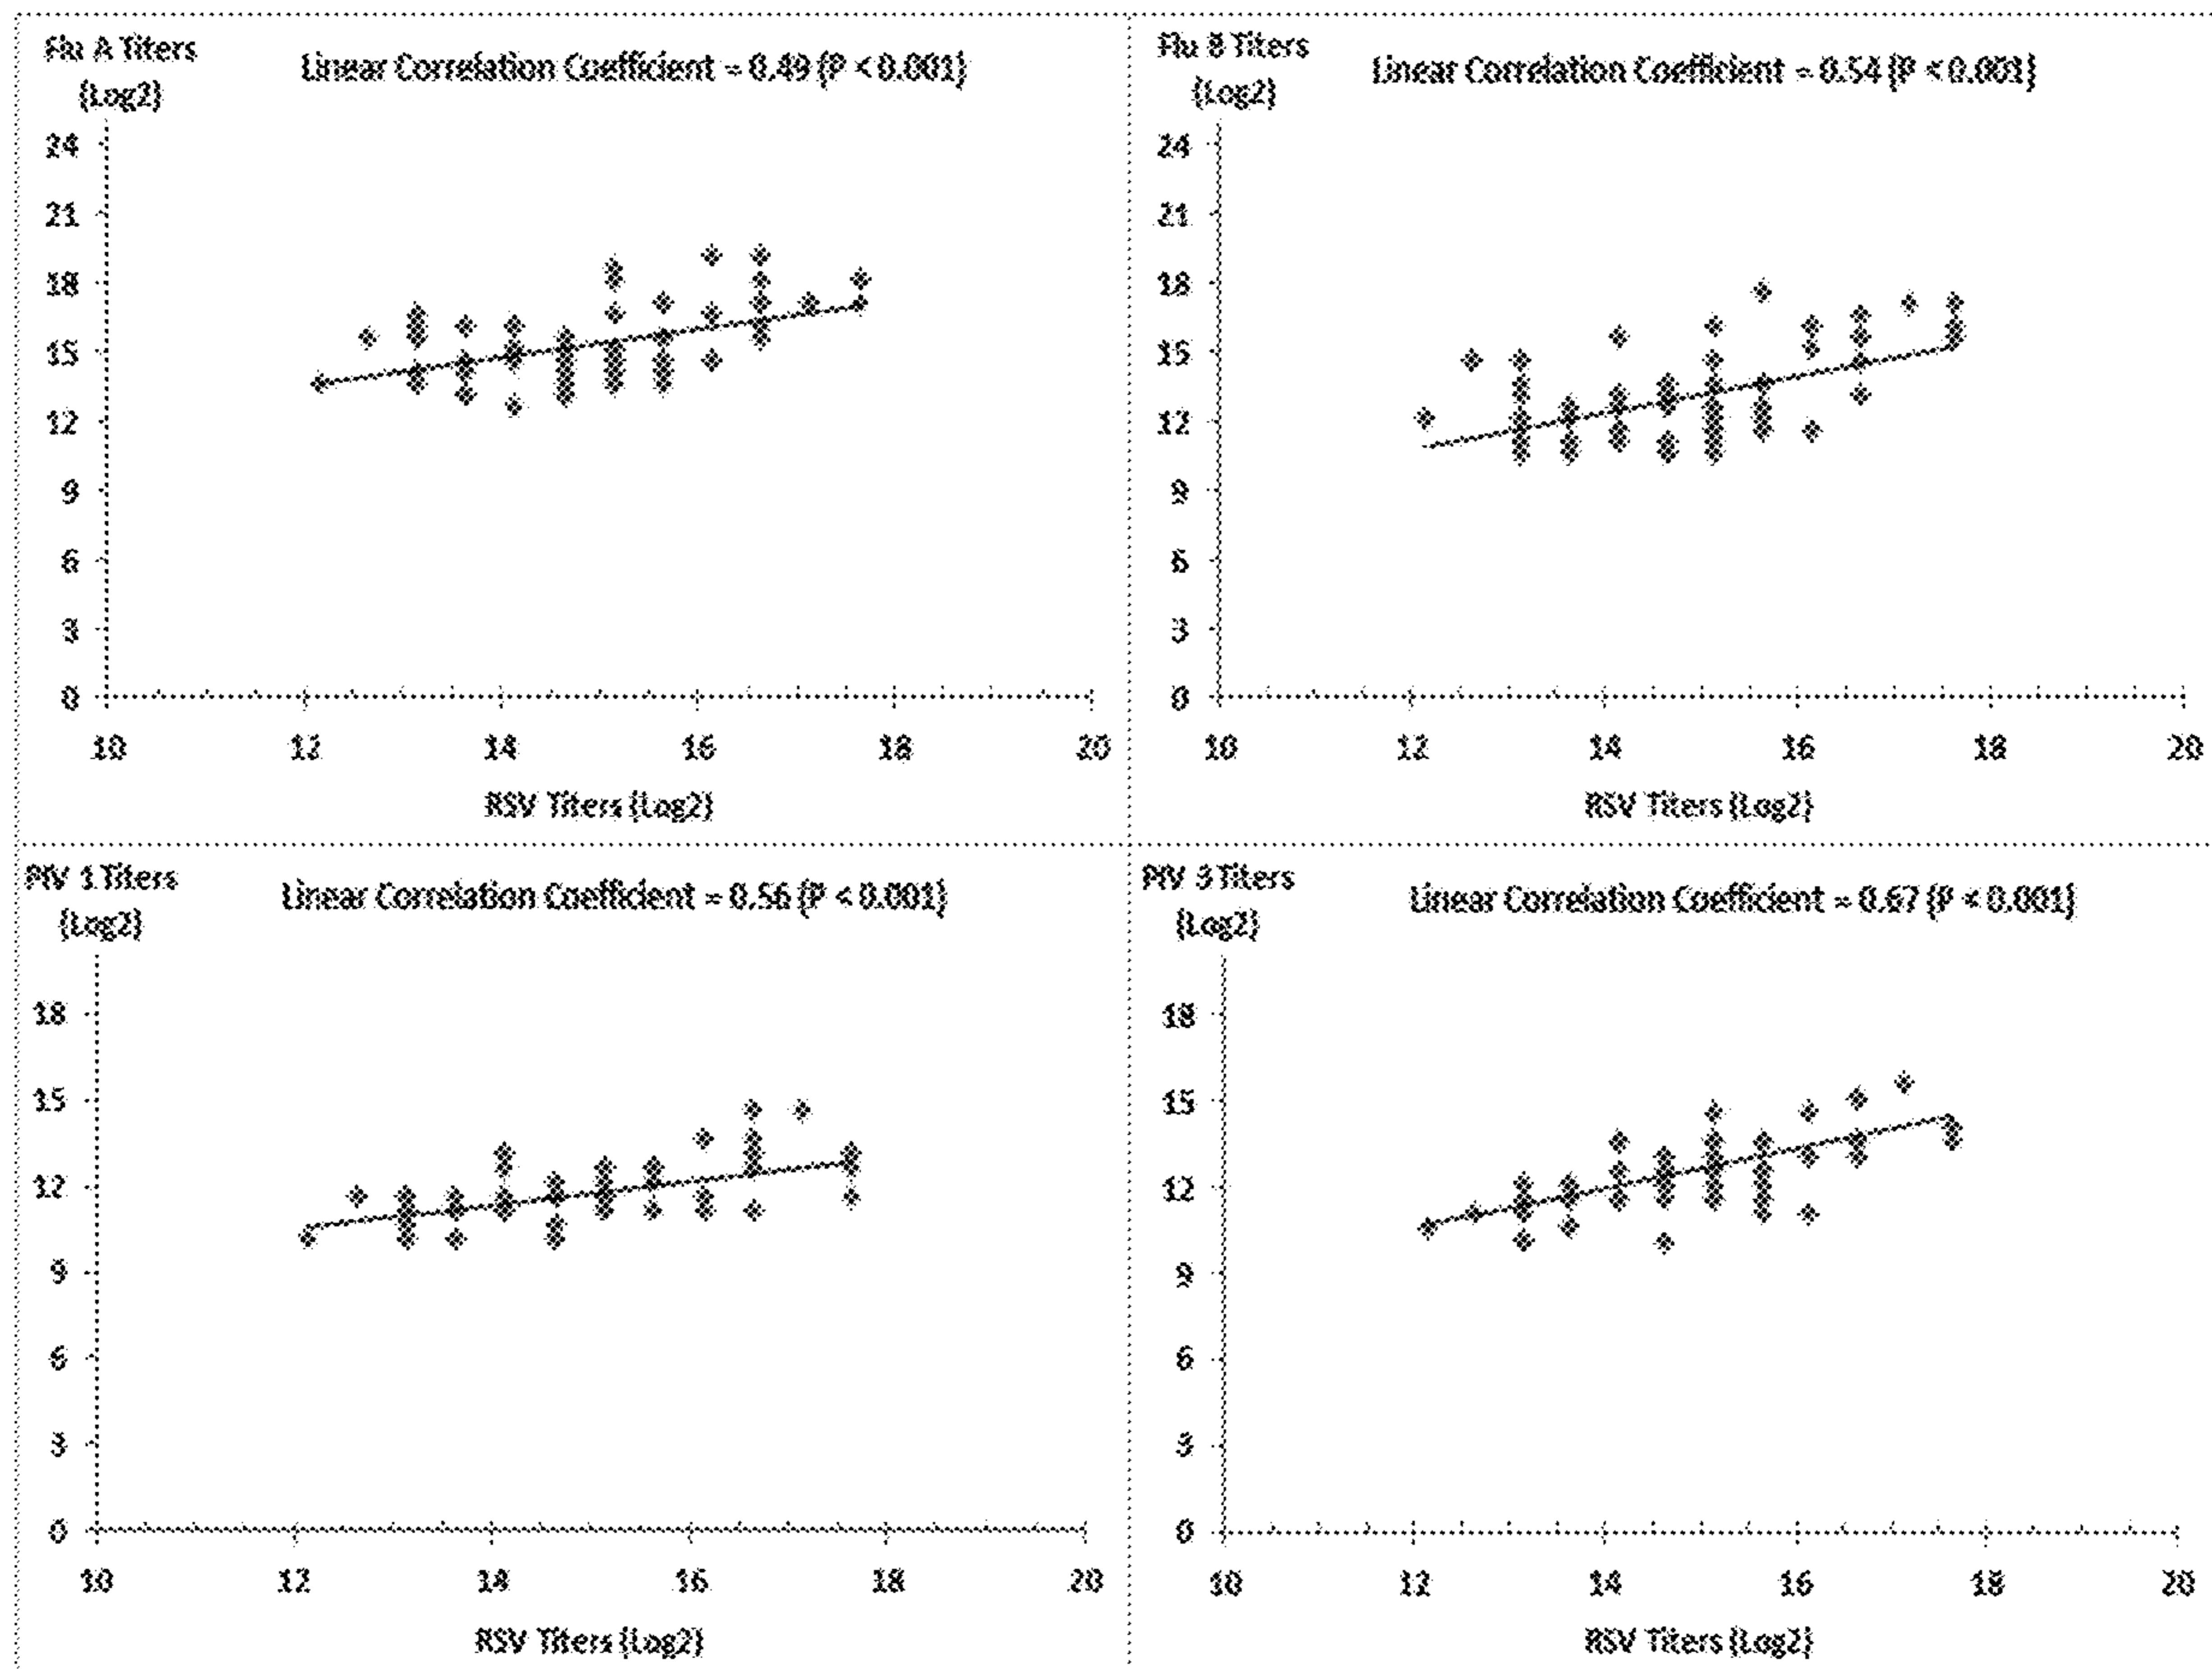 Flu A Titers
(Log2)
Linear Correlation Coefficient = 0.49 (P < 0.001)
24
21
18
15
12
9
6
3
0
10 12 14 16 18 20
RSV Titers (Log2)
Flu B Titers
(Log2)
Linear Correlation Coefficient = 0.54 (P < 0.001)
24
21
18
15
12
9
6
3
0
10 12 14 16 18 20
RSV Titers (Log2)
PIV 1 Titers
(Log2)
Linear Correlation Coefficient = 0.56 (P < 0.001)
18
15
12
9
6
3
0
10 12 14 16 18 20
RSV Titers (Log2)
PIV 3 Titers
(Log2)
Linear Correlation Coefficient = 0.67 (P < 0.001)
18
15
12
9
6
3
0
10 12 14 16 18 20
RSV Titers (Log2)